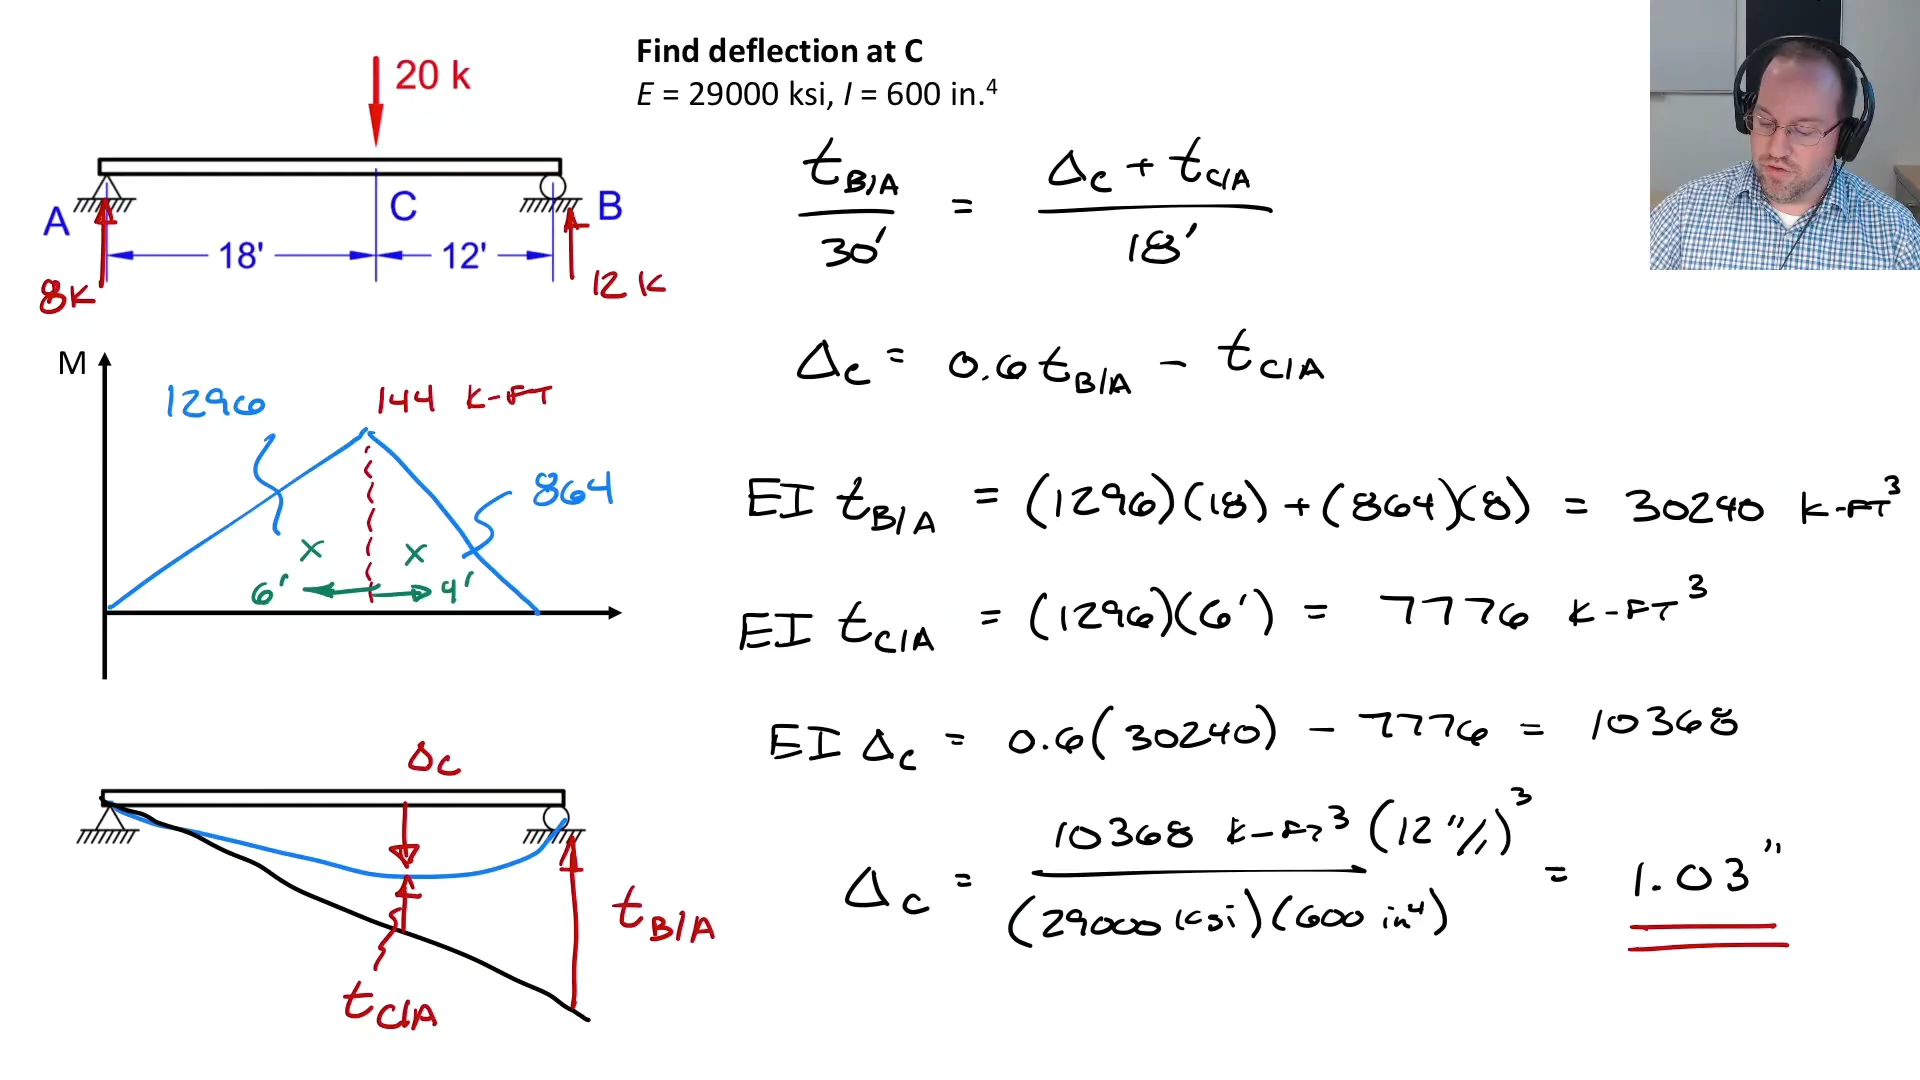 Find deflection at C
E = 29000 ksi, I = 600 in.⁴
20 k
A
C
B
18'
12'
8K
12 K
M
1296
144 K-FT
864
6'
4'
ΔC
tB/A
tC/A
tB/A / 30' = ΔC + tC/A / 18'
ΔC = 0.6 tB/A - tC/A
EI tB/A = (1296)(18) + (864)(8) = 30240 K-FT³
EI tC/A = (1296)(6') = 7776 K-FT³
EI ΔC = 0.6(30240) - 7776 = 10368
ΔC = 10368 K-FT³ (12 "/')³ / (29000 ksi)(600 in⁴) = 1.03"